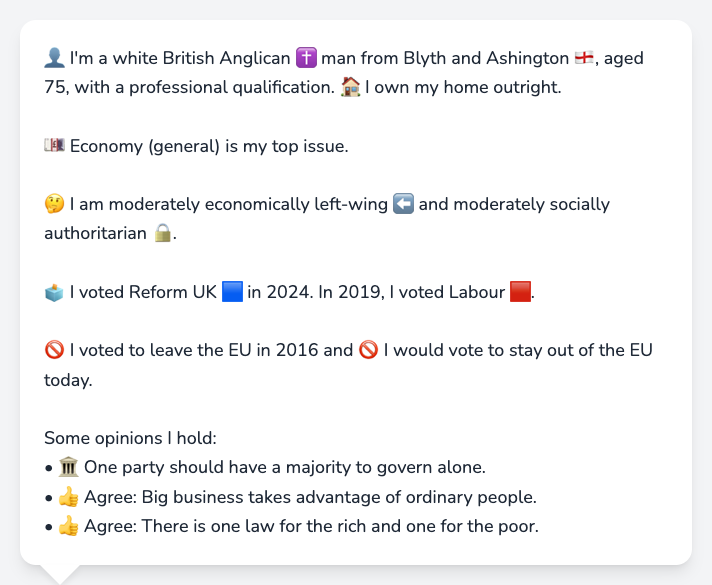 👤 I'm a white British Anglican ✝️ man from Blyth and Ashington 🏴󠁧󠁢󠁥󠁮󠁧󠁿, aged
75, with a professional qualification. 🏠 I own my home outright.
💷 Economy (general) is my top issue.
🤔 I am moderately economically left-wing ⬅️ and moderately socially
authoritarian 🔒.
🗳️ I voted Reform UK 🟦 in 2024. In 2019, I voted Labour 🟥.
🚫 I voted to leave the EU in 2016 and 🚫 I would vote to stay out of the EU
today.
Some opinions I hold:
• 🏛️ One party should have a majority to govern alone.
• 👍 Agree: Big business takes advantage of ordinary people.
• 👍 Agree: There is one law for the rich and one for the poor.